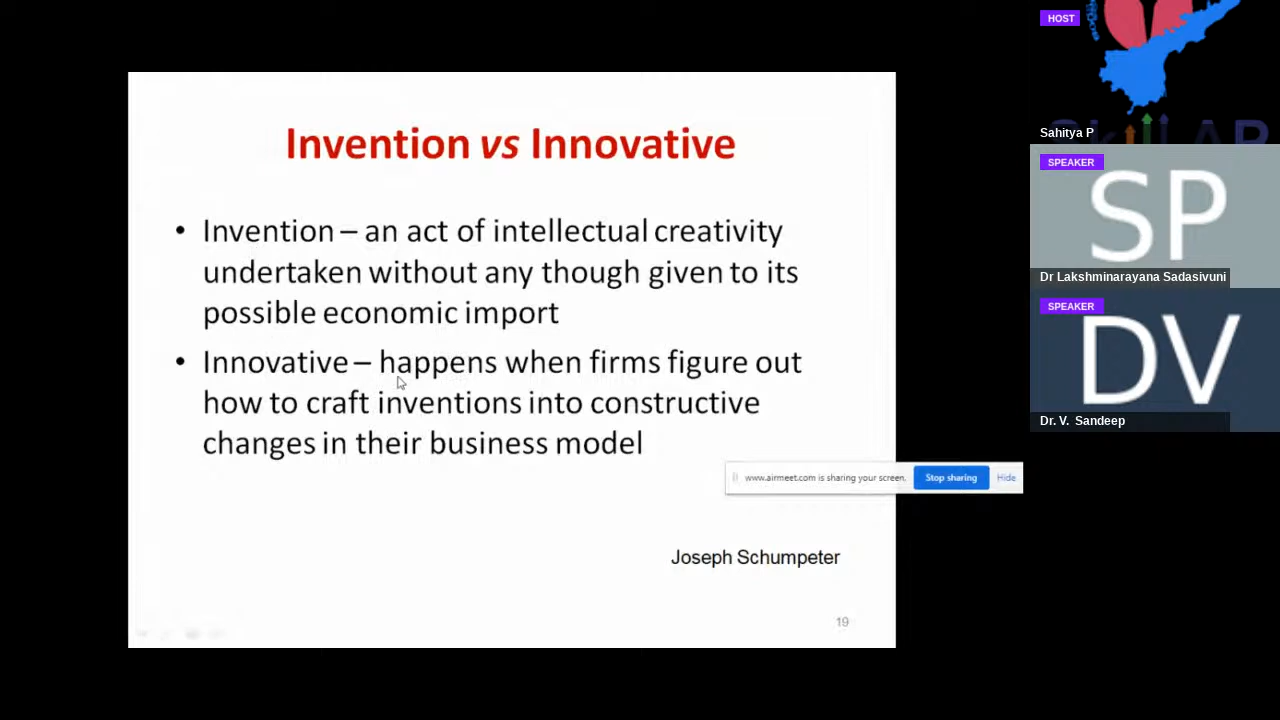 Invention vs Innovative
• Invention – an act of intellectual creativity
undertaken without any though given to its
possible economic import
• Innovative – happens when firms figure out
how to craft inventions into constructive
changes in their business model
www.airmeet.com is sharing your screen.
Stop sharing
Hide
Joseph Schumpeter
19
HOST
Sahitya P
SPEAKER
SP
Dr Lakshminarayana Sadasivuni
SPEAKER
DV
Dr. V. Sandeep